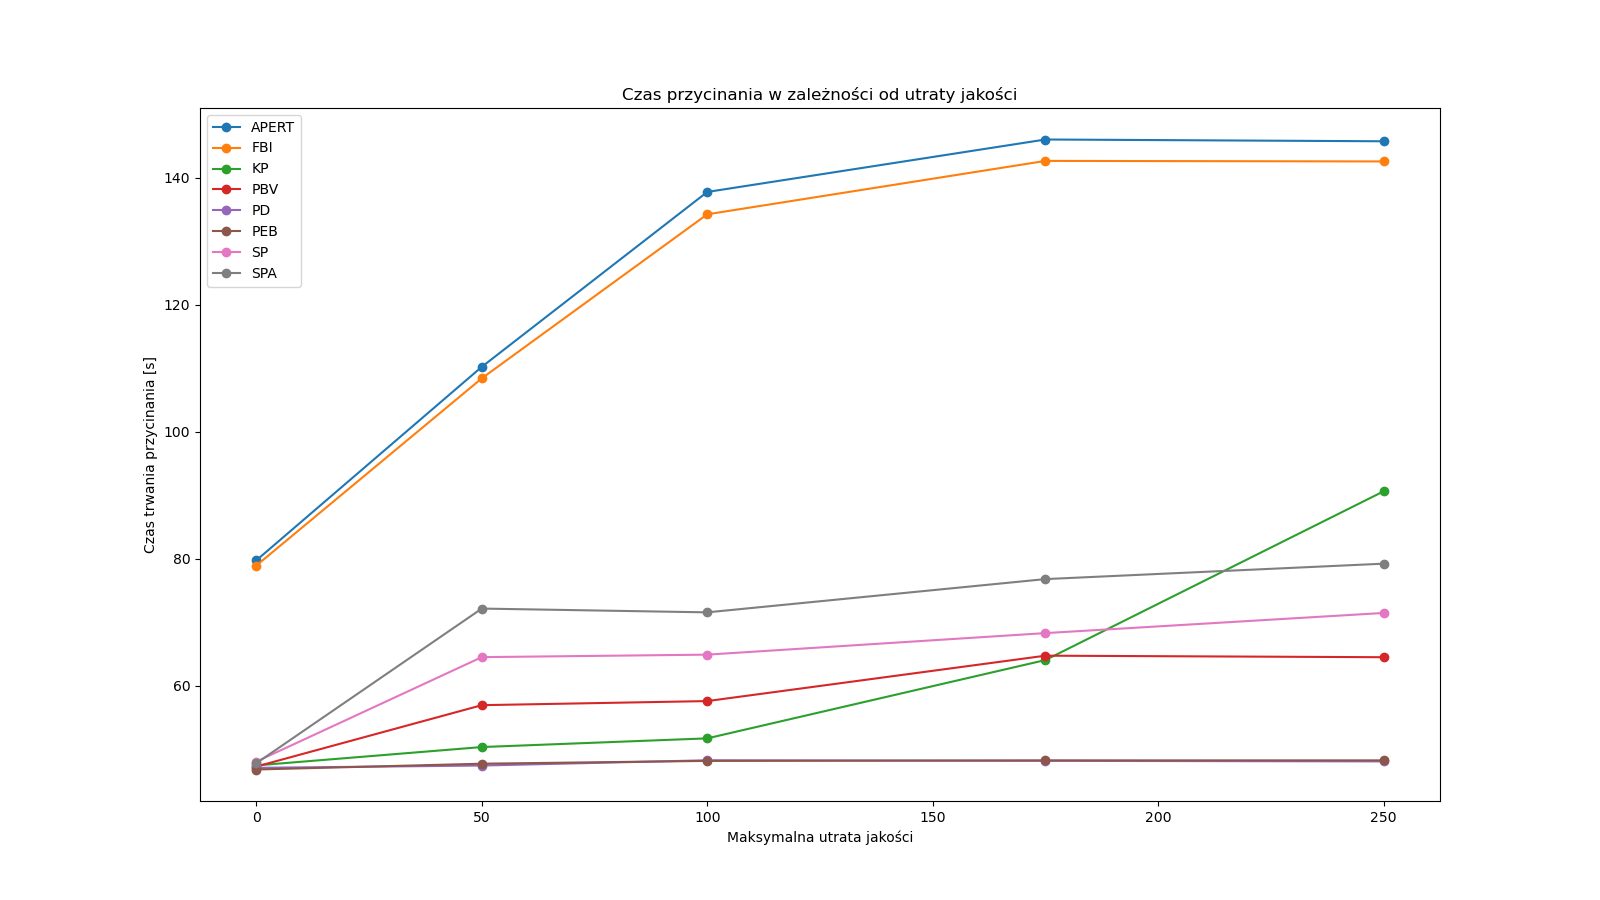 Czas przycinania w zależności od utraty jakości
APERT
FBI
KP
PBV
PD
PEB
SP
SPA
Czas trwania przycinania [s]
140
120
100
80
60
0 50 100 150 200 250
Maksymalna utrata jakości